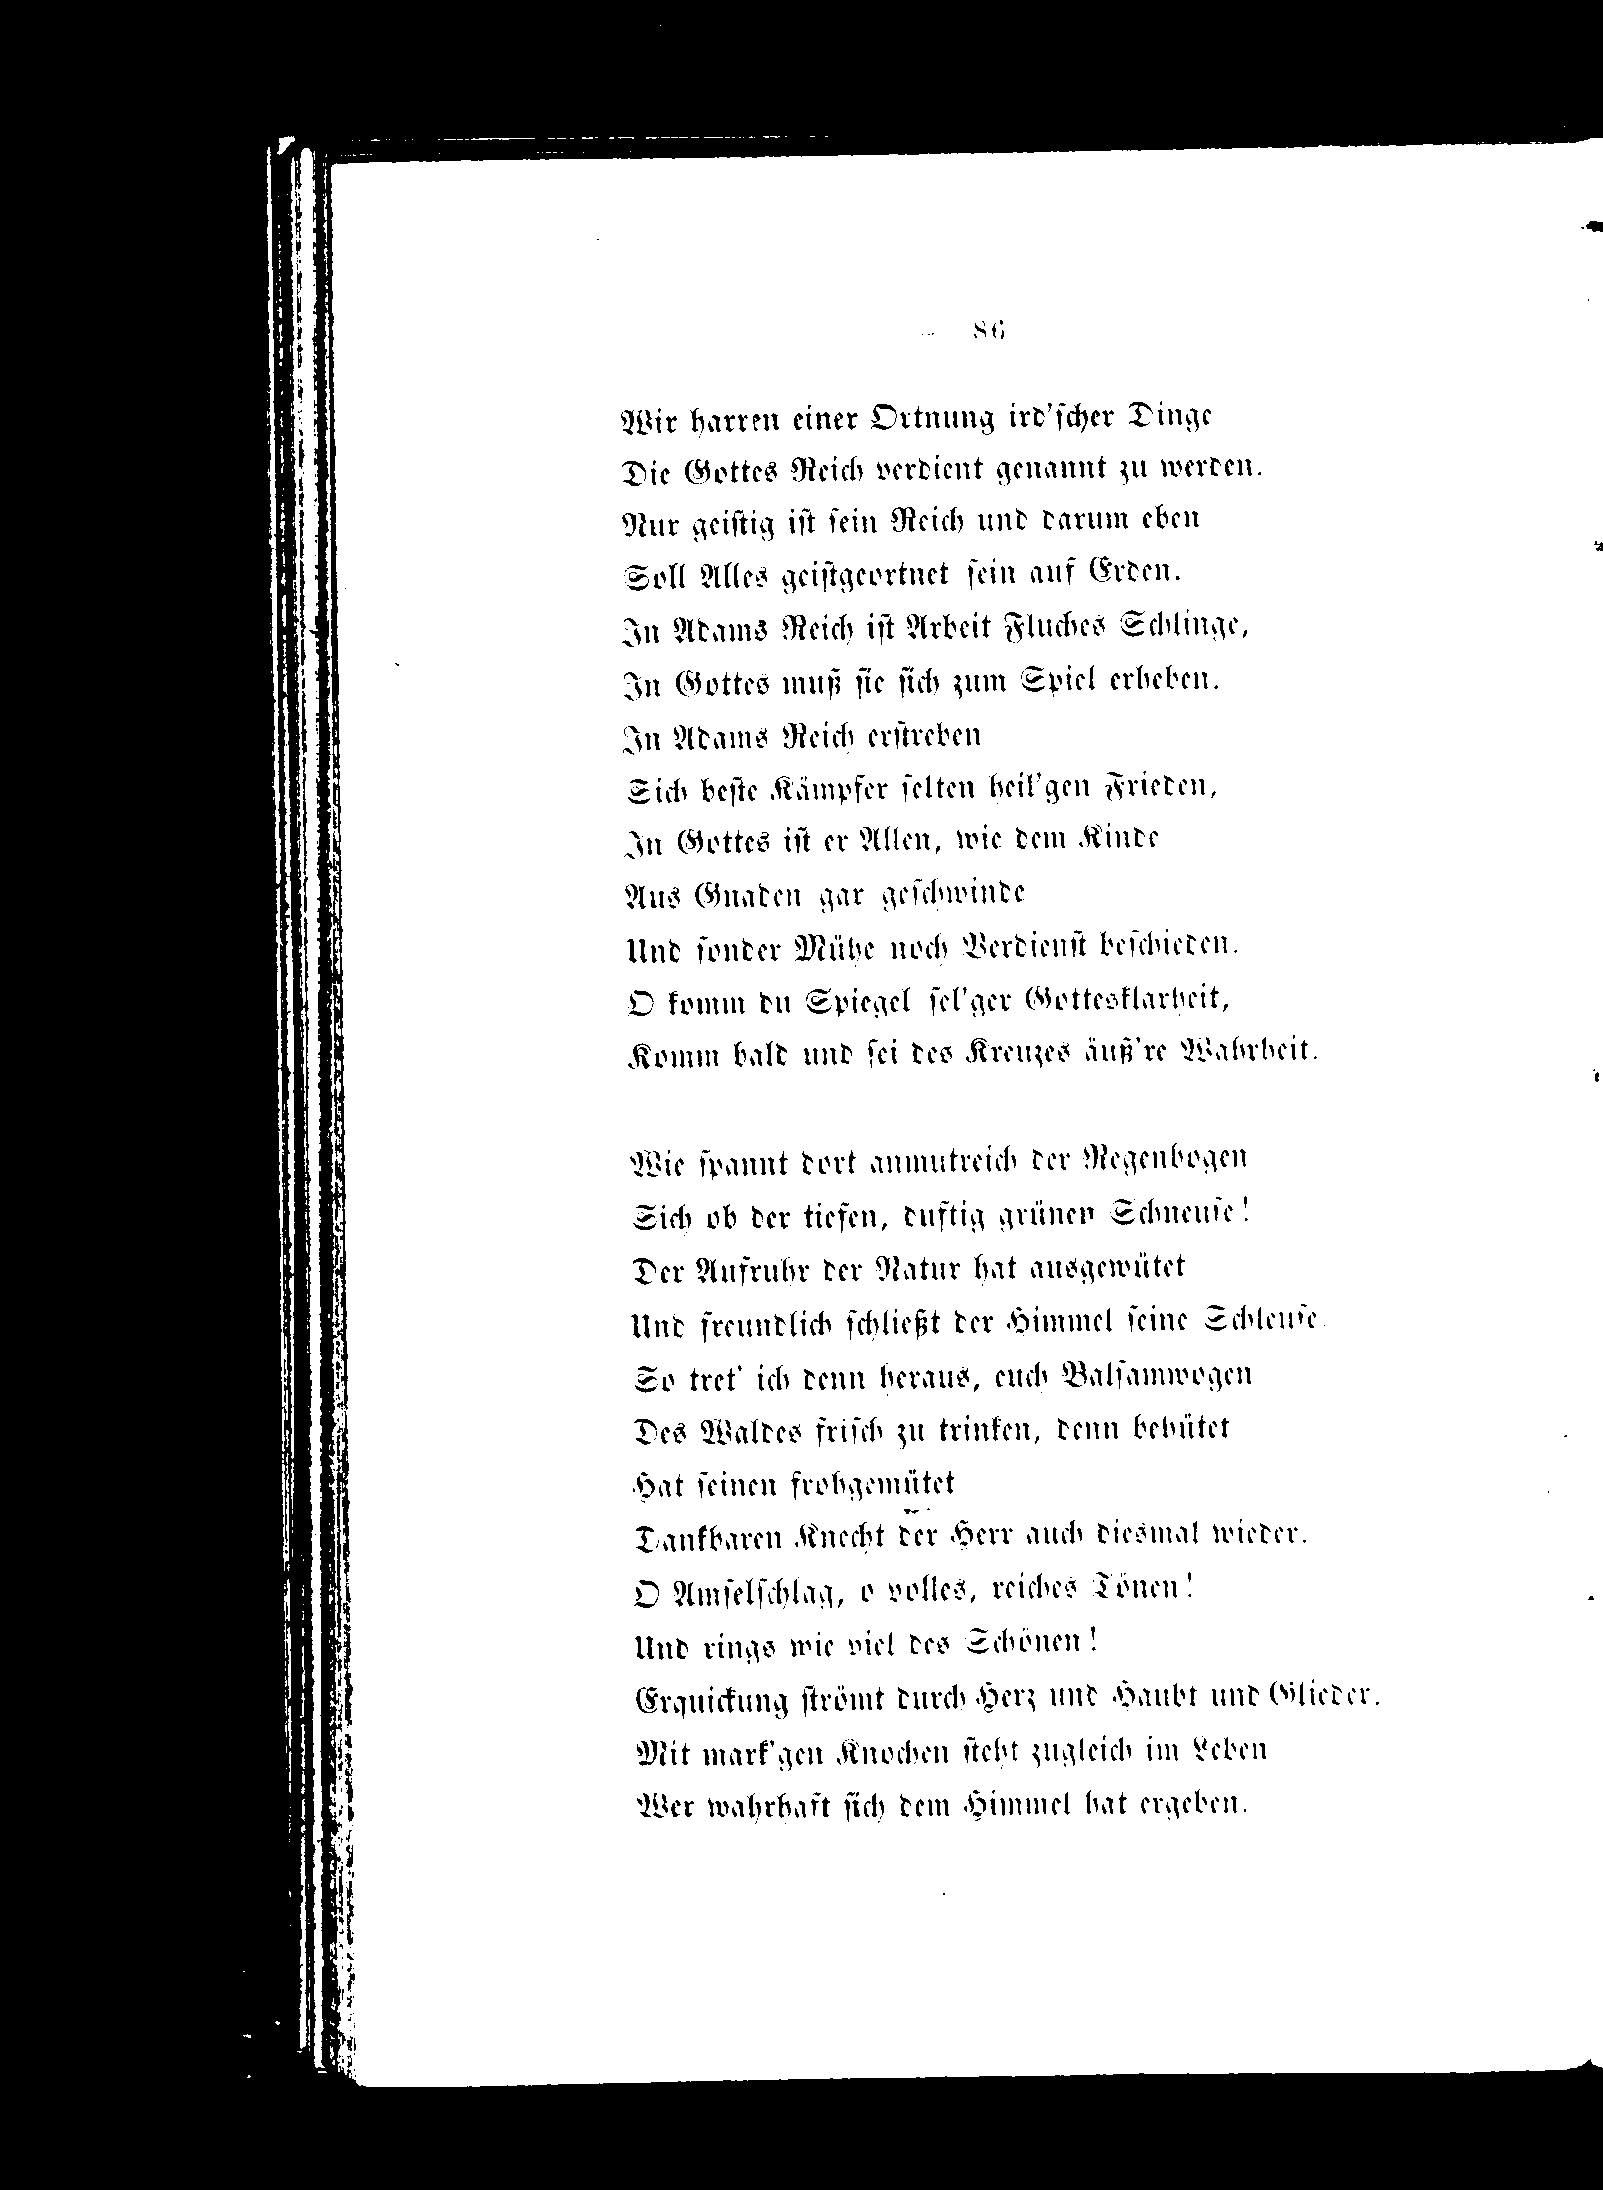 — 86
Wir harren einer Ortnung ird'scher Dinge
Die Gottes Reich verdient genannt zu werden.
Nur geistig ist sein Reich und darum eben
Soll Alles geistgeortnet sein auf Erden.
In Adams Reich ist Arbeit Fluches Schlinge,
In Gottes muß sie sich zum Spiel erheben.
In Adams Reich erstreben
Sich beste Kämpfer selten heil'gen Frieden,
In Gottes ist er Allen, wie dem Kinde
Aus Gnaden gar geschwinde
Und sonder Mühe noch Verdienst beschieden.
O komm du Spiegel sel'ger Gottesklarheit,
Komm bald und sei des Kreuzes äuß're Wahrheit.
Wie spannt dort anmutreich der Regenbogen
Sich ob der tiefen, duftig grünen Schneuse!
Der Aufruhr der Natur hat ausgewütet
Und freundlich schließt der Himmel seine Schleuse.
So tret' ich denn heraus, euch Balsamwogen
Des Waldes frisch zu trinken, denn behütet
Hat seinen frohgemütet
Dankbaren Knecht der Herr auch diesmal wieder.
O Amselschlag, o volles, reiches Tönen!
Und rings wie viel des Schönen!
Erquickung strömt durch Herz und Haubt und Glieder.
Mit mark'gen Knochen steht zugleich im Leben
Wer wahrhaft sich dem Himmel hat ergeben.